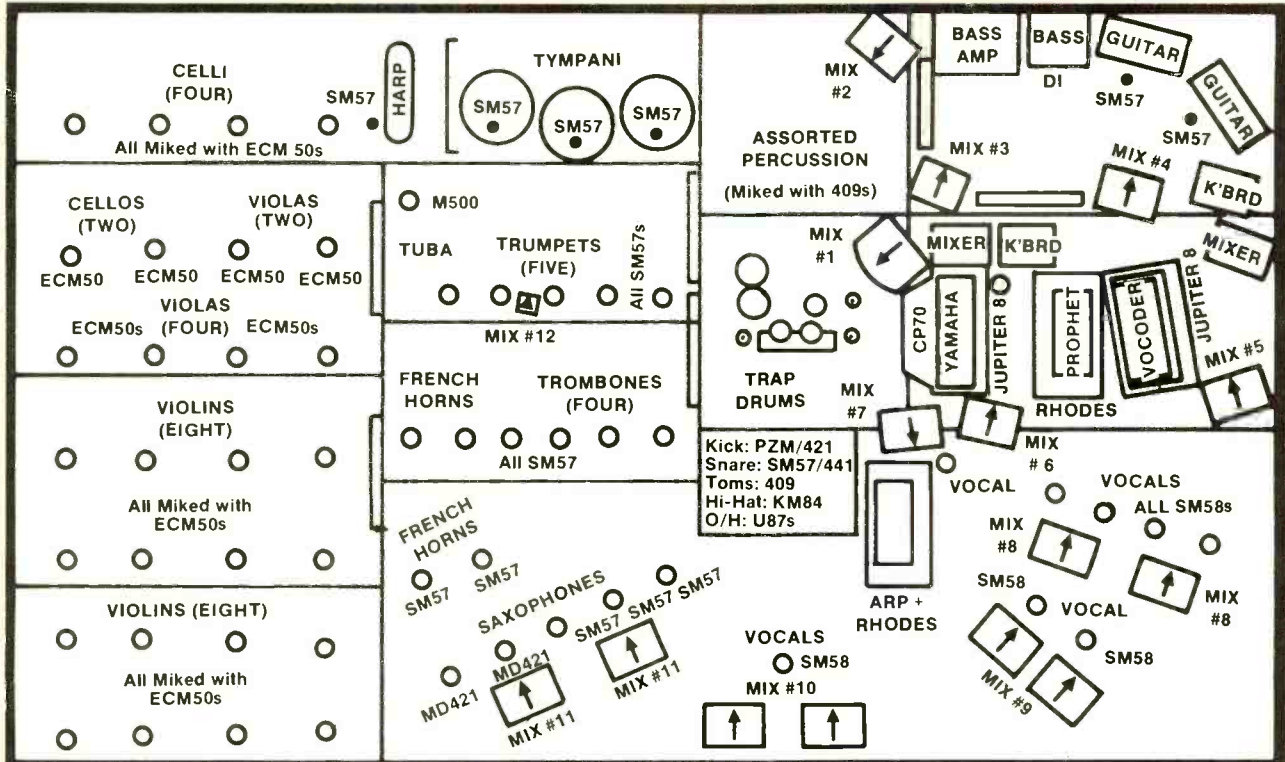 CELLI
(FOUR)
SM57
HARP
All Miked with ECM 50s
TYMPANI
SM57
SM57
SM57
MIX
#2
ASSORTED
PERCUSSION
(Miked with 409s)
BASS
AMP
BASS
DI
GUITAR
SM57
GUITAR
SM57
MIX #3
MIX #4
K'BRD
MIXER
CELLOS
(TWO)
VIOLAS
(TWO)
ECM50
ECM50
ECM50
ECM50
VIOLAS
(FOUR)
ECM50s
ECM50s
M500
TUBA
TRUMPETS
(FIVE)
All SM57s
MIX #12
MIX
#1
MIXER
K'BRD
CP70
YAMAHA
JUPITER 8
PROPHET
RHODES
VOCODER
JUPITER 8
MIX #5
TRAP
DRUMS
MIX
#7
FRENCH
HORNS
TROMBONES
(FOUR)
All SM57
VIOLINS
(EIGHT)
All Miked with
ECM50s
Kick: PZM/421
Snare: SM57/441
Toms: 409
Hi-Hat: KM84
O/H: U87s
MIX
# 6
VOCAL
VOCALS
ALL SM58s
MIX
#8
MIX
#8
FRENCH
HORNS
SM57
SM57
SAXOPHONES
SM57
SM57
SM57
MD421
MD421
MIX #11
MIX #11
ARP +
RHODES
SM58
VOCAL
SM58
MIX #9
VOCALS
SM58
MIX #10
VIOLINS (EIGHT)
All Miked with
ECM50s